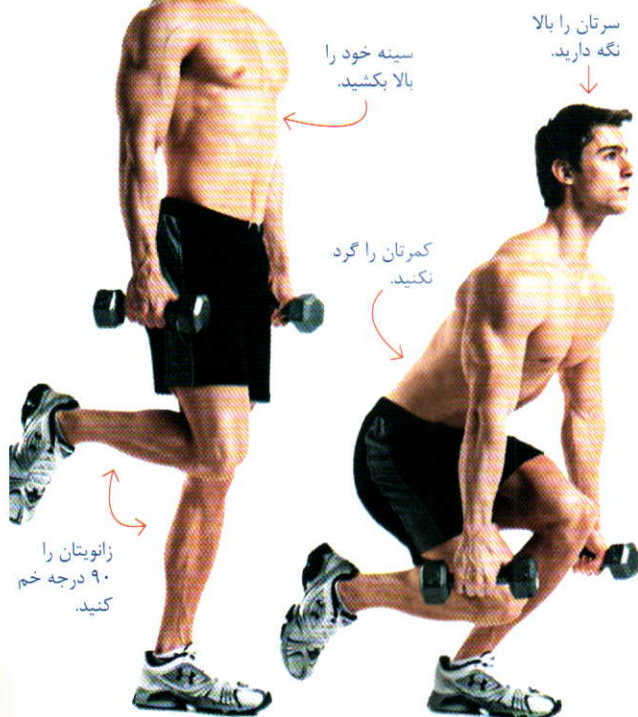 سرتان را بالا
نگه دارید.
سینه خود را
بالا بکشید.
کمرتان را گرد
نکنید.
زانویتان را
۹۰ درجه خم
کنید.